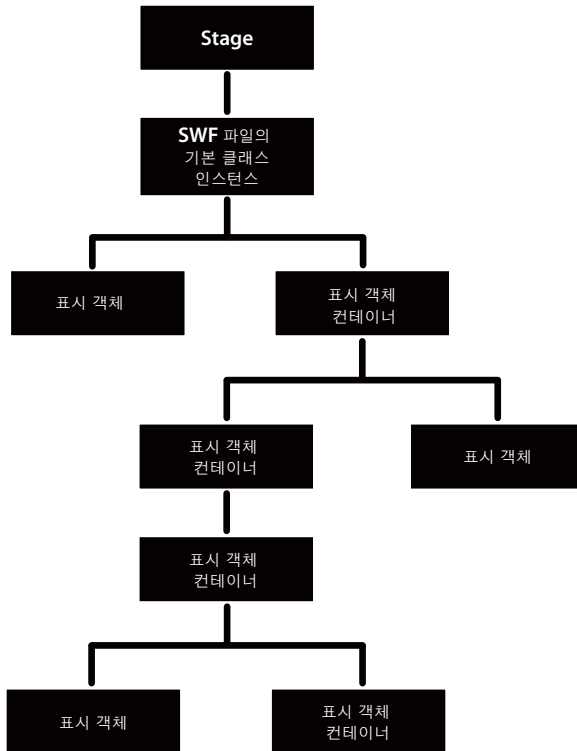 Stage
SWF 파일의
기본 클래스
인스턴스
표시 객체
표시 객체
컨테이너
표시 객체
컨테이너
표시 객체
표시 객체
컨테이너
표시 객체
표시 객체
컨테이너